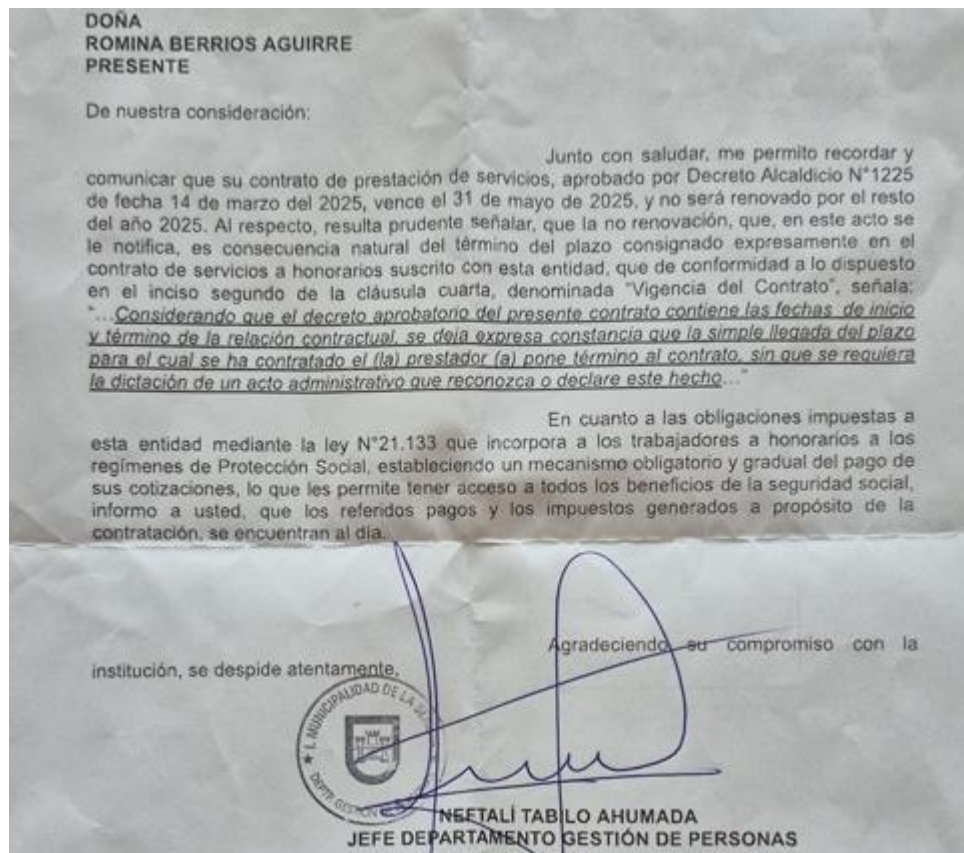 DOÑA
ROMINA BERRIOS AGUIRRE
PRESENTE
De nuestra consideración:
Junto con saludar, me permito recordar y
comunicar que su contrato de prestación de servicios, aprobado por Decreto Alcaldicio N°1225
de fecha 14 de marzo del 2025, vence el 31 de mayo de 2025, y no será renovado por el resto
del año 2025. Al respecto, resulta prudente señalar, que la no renovación, que, en este acto se
le notifica, es consecuencia natural del término del plazo consignado expresamente en el
contrato de servicios a honorarios suscrito con esta entidad, que de conformidad a lo dispuesto
en el inciso segundo de la cláusula cuarta, denominada "Vigencia del Contrato", señala:
"...Considerando que el decreto aprobatorio del presente contrato contiene las fechas de inicio
y término de la relación contractual, se deja expresa constancia que la simple llegada del plazo
para el cual se ha contratado el (la) prestador (a) pone término al contrato, sin que se requiera
la dictación de un acto administrativo que reconozca o declare este hecho..."
En cuanto a las obligaciones impuestas a
esta entidad mediante la ley N°21.133 que incorpora a los trabajadores a honorarios a los
regímenes de Protección Social, estableciendo un mecanismo obligatorio y gradual del pago de
sus cotizaciones, lo que les permite tener acceso a todos los beneficios de la seguridad social,
informo a usted, que los referidos pagos y los impuestos generados a propósito de la
contratación, se encuentran al día.
Agradeciendo su compromiso con la
institución, se despide atentamente,
I. MUNICIPALIDAD DE LA
DEPTO. GESTIÓN
NEFTALÍ TABILO AHUMADA
JEFE DEPARTAMENTO GESTIÓN DE PERSONAS